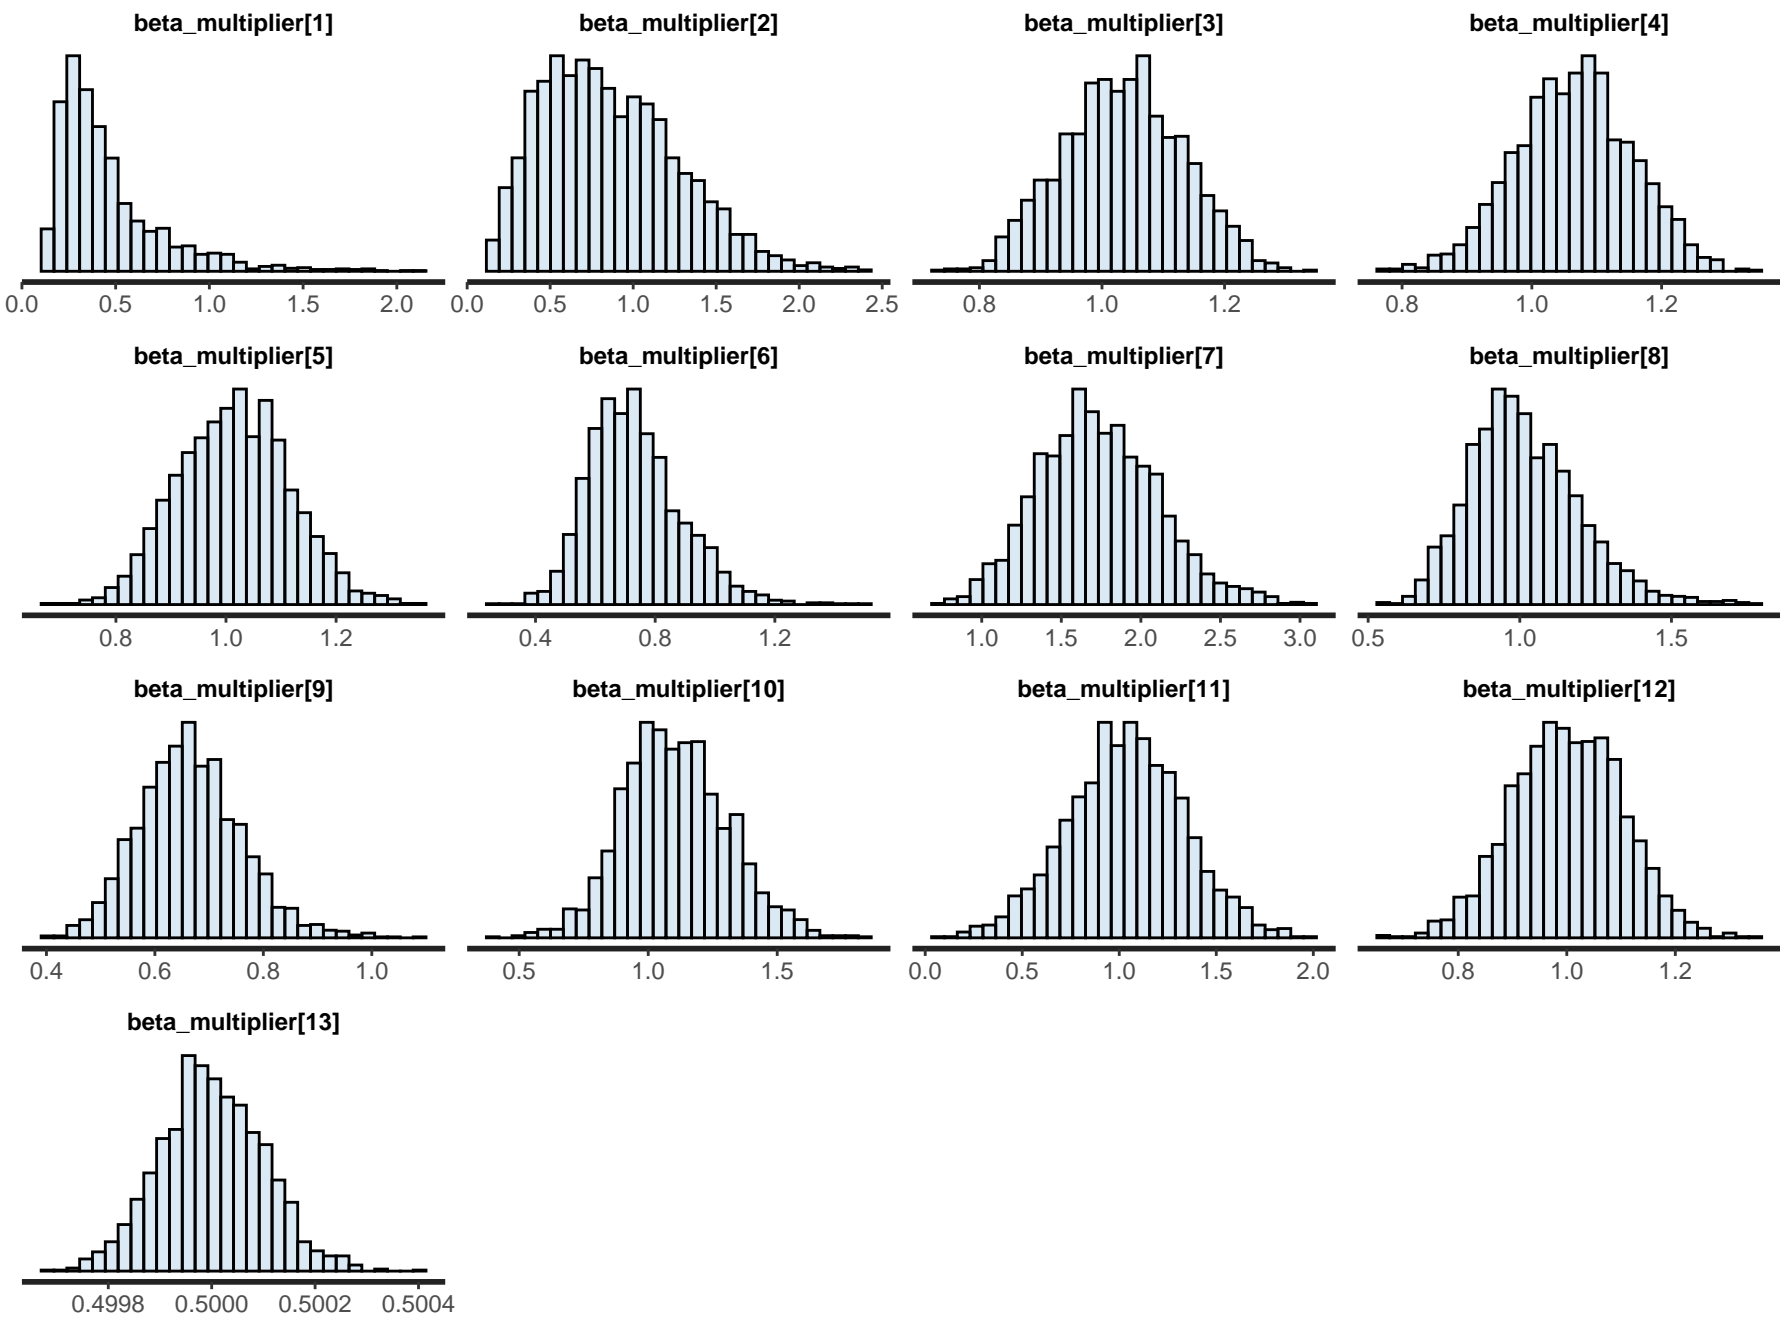 beta_multiplier[1] beta_multiplier[2] beta_multiplier[3] beta_multiplier[4]
0.0 0.5 1.0 1.5 2.0 0.0 0.5 1.0 1.5 2.0 2.5 0.8 1.0 1.2 0.8 1.0 1.2
beta_multiplier[5] beta_multiplier[6] beta_multiplier[7] beta_multiplier[8]
0.8 1.0 1.2 0.4 0.8 1.2 1.0 1.5 2.0 2.5 3.0 0.5 1.0 1.5
beta_multiplier[9] beta_multiplier[10] beta_multiplier[11] beta_multiplier[12]
0.4 0.6 0.8 1.0 0.5 1.0 1.5 0.0 0.5 1.0 1.5 2.0 0.8 1.0 1.2
beta_multiplier[13]
0.4998 0.5000 0.5002 0.5004